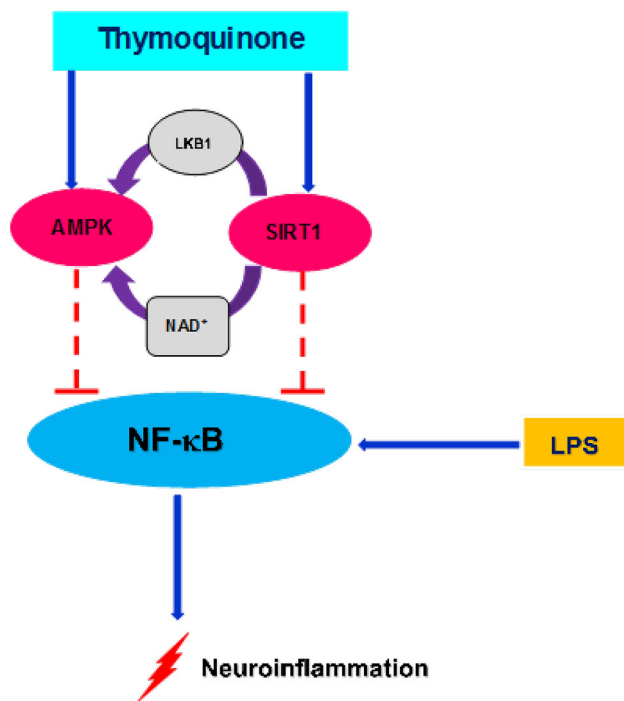 Thymoquinone
LKB1
AMPK
SIRT1
NAD⁺
NF-κB
LPS
Neuroinflammation